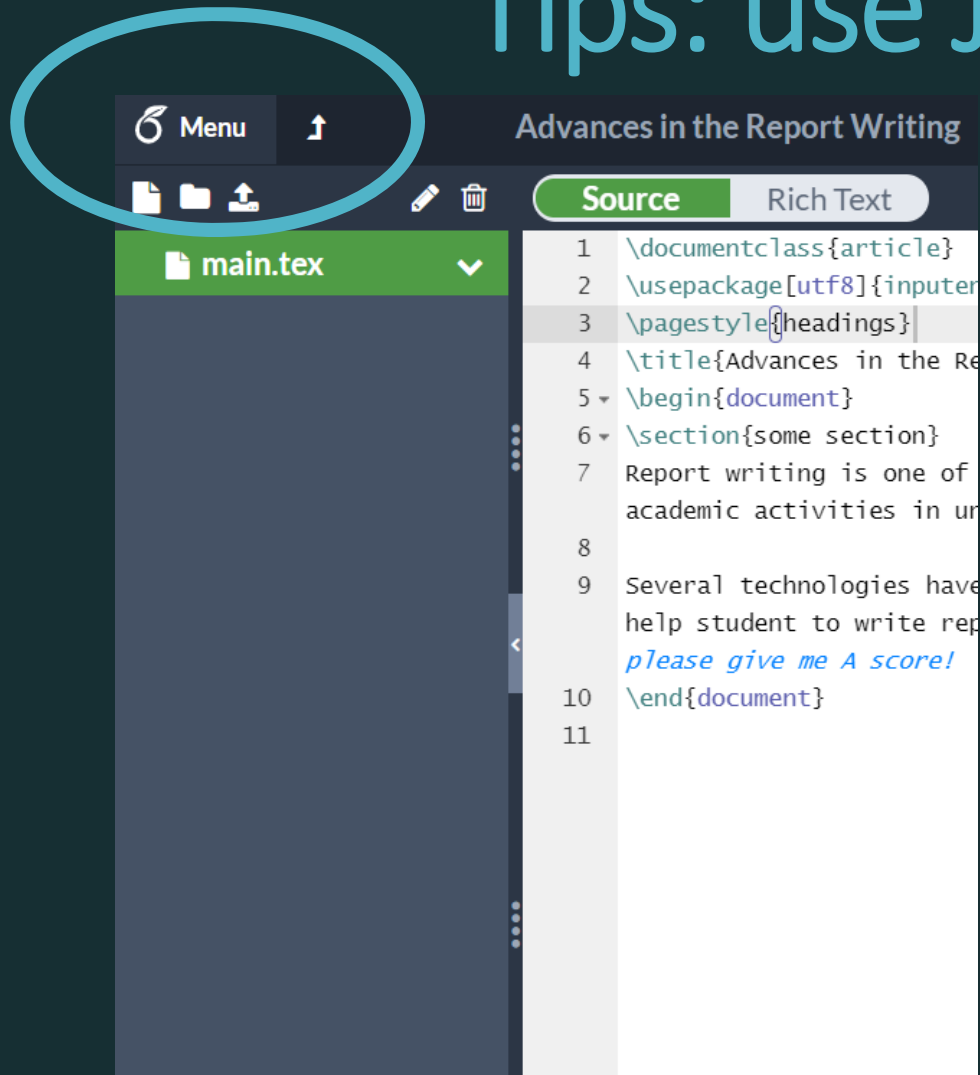 Tips: use
Menu
Advances in the Report Writing
Source Rich Text
main.tex
1 \documentclass{article}
2 \usepackage[utf8]{inputen
3 \pagestyle{headings}
4 \title{Advances in the Re
5 \begin{document}
6 \section{some section}
7 Report writing is one of
academic activities in un
8
9 Several technologies have
help student to write rep
please give me A score!
10 \end{document}
11